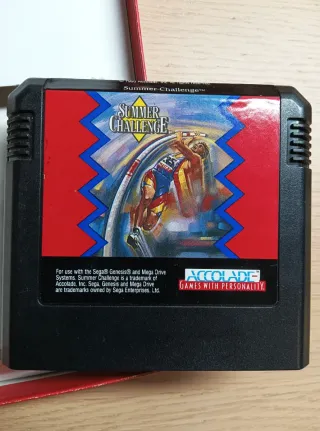 Summer Challenge™
SUMMER
CHALLENGE
For use with the Sega® Genesis® and Mega Drive
Systems. Summer Challenge is a trademark of
Accolade, Inc. Sega, Genesis and Mega Drive
are trademarks owned by Sega Enterprises, Ltd.
ACCOLADE™
GAMES WITH PERSONALITY